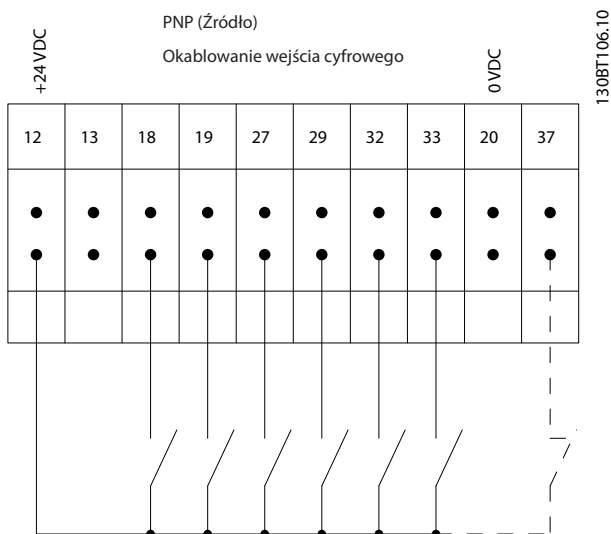 PNP (Źródło)
Okablowanie wejścia cyfrowego
+24 VDC
0 VDC
130BT106.10
12 13 18 19 27 29 32 33 20 37